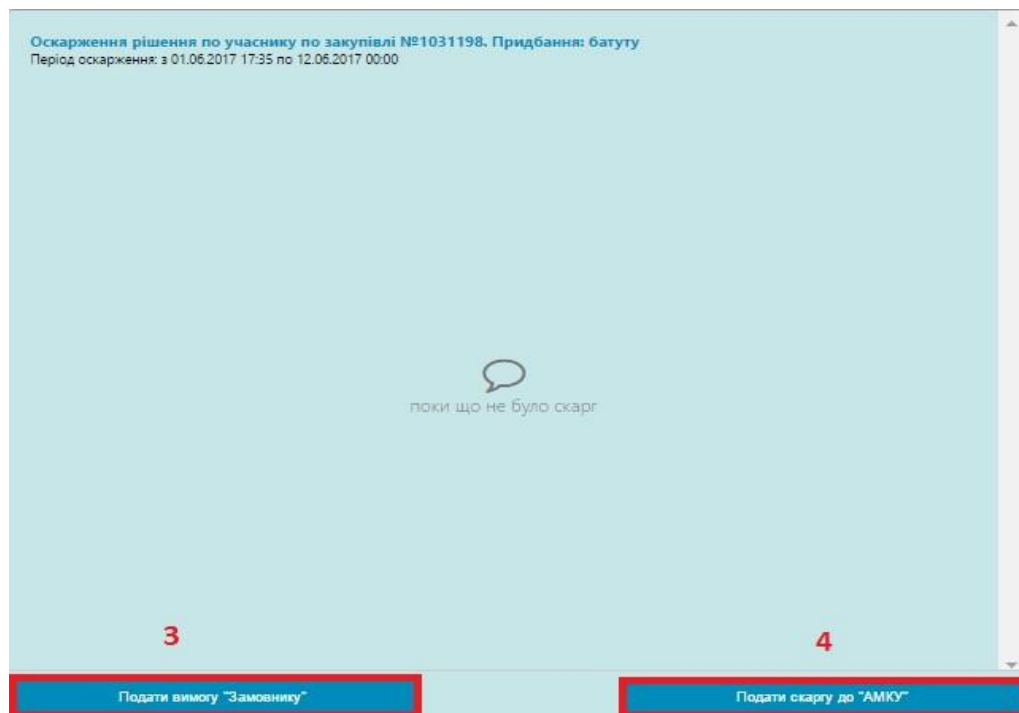 Оскарження рішення по учаснику по закупівлі №1031198. Придбання: батуту
Період оскарження: з 01.06.2017 17:35 по 12.06.2017 00:00
поки що не було скарг
3
4
Подати вимогу "Замовнику"
Подати скаргу до "АМКУ"